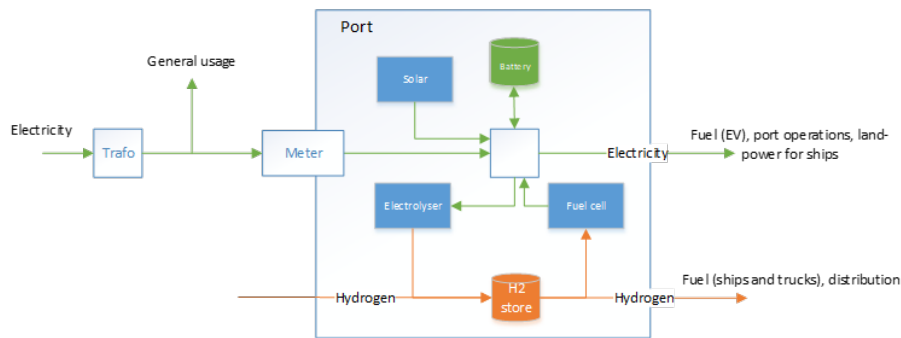 Port
General usage
Solar
Battery
Electricity
Trafo
Meter
Electricity
Fuel (EV), port operations, land-
power for ships
Electrolyser
Fuel cell
Hydrogen
H2
store
Hydrogen
Fuel (ships and trucks), distribution